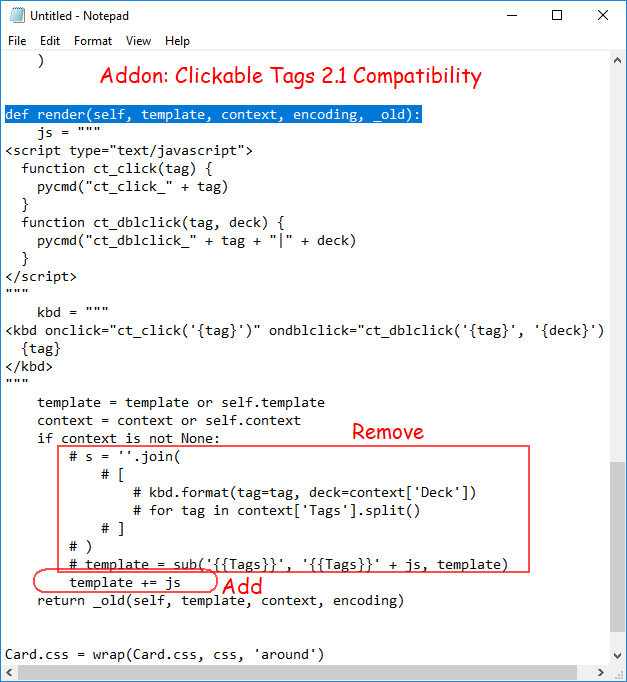 Untitled - Notepad
File Edit Format View Help
    )
Addon: Clickable Tags 2.1 Compatibility
def render(self, template, context, encoding, _old):
    js = """
<script type="text/javascript">
  function ct_click(tag) {
    pycmd("ct_click_" + tag)
  }
  function ct_dblclick(tag, deck) {
    pycmd("ct_dblclick_" + tag + "|" + deck)
  }
</script>
"""
    kbd = """
<kbd onclick="ct_click('{tag}')" ondblclick="ct_dblclick('{tag}', '{deck}')
  {tag}
</kbd>
"""
    template = template or self.template
    context = context or self.context
    if context is not None:
Remove
        # s = ''.join(
            # [
                # kbd.format(tag=tag, deck=context['Deck'])
                # for tag in context['Tags'].split()
            # ]
        # )
        # template = sub('{{Tags}}', '{{Tags}}' + js, template)
        template += js
Add
    return _old(self, template, context, encoding)
Card.css = wrap(Card.css, css, 'around')